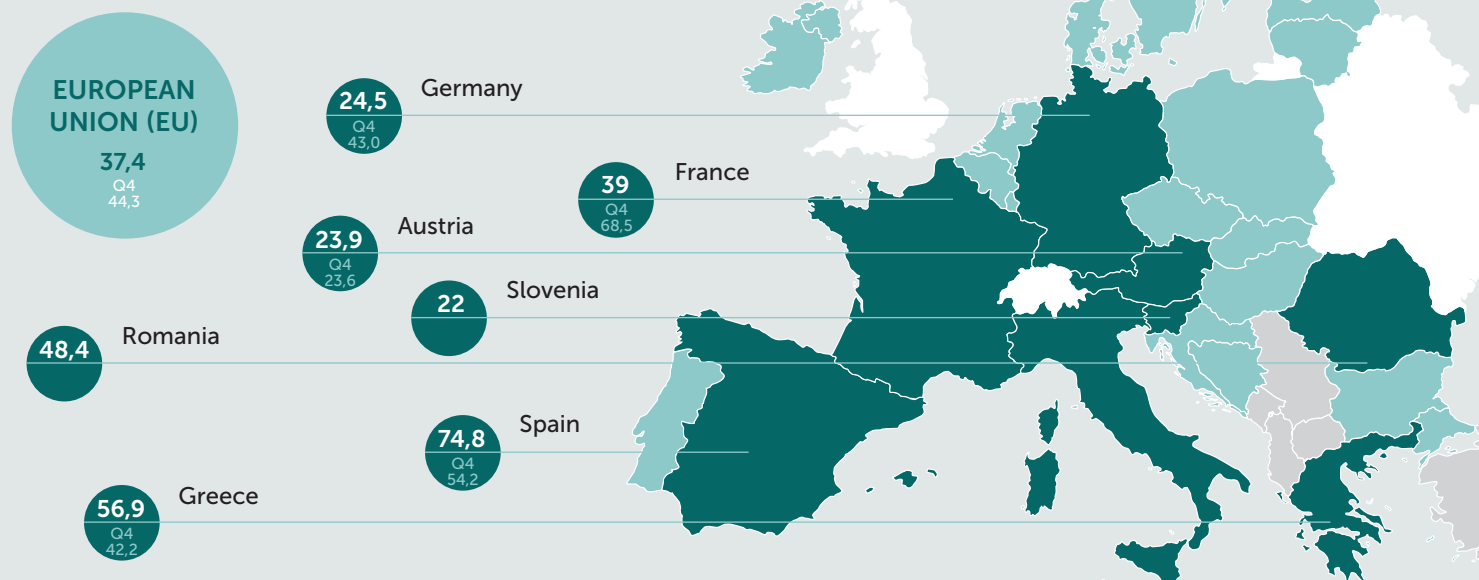 EUROPEAN
UNION (EU)
37,4
Q4
44,3
Germany
24,5
Q4
43,0
France
39
Q4
68,5
Austria
23,9
Q4
23,6
Slovenia
22
Romania
48,4
Spain
74,8
Q4
54,2
Greece
56,9
Q4
42,2